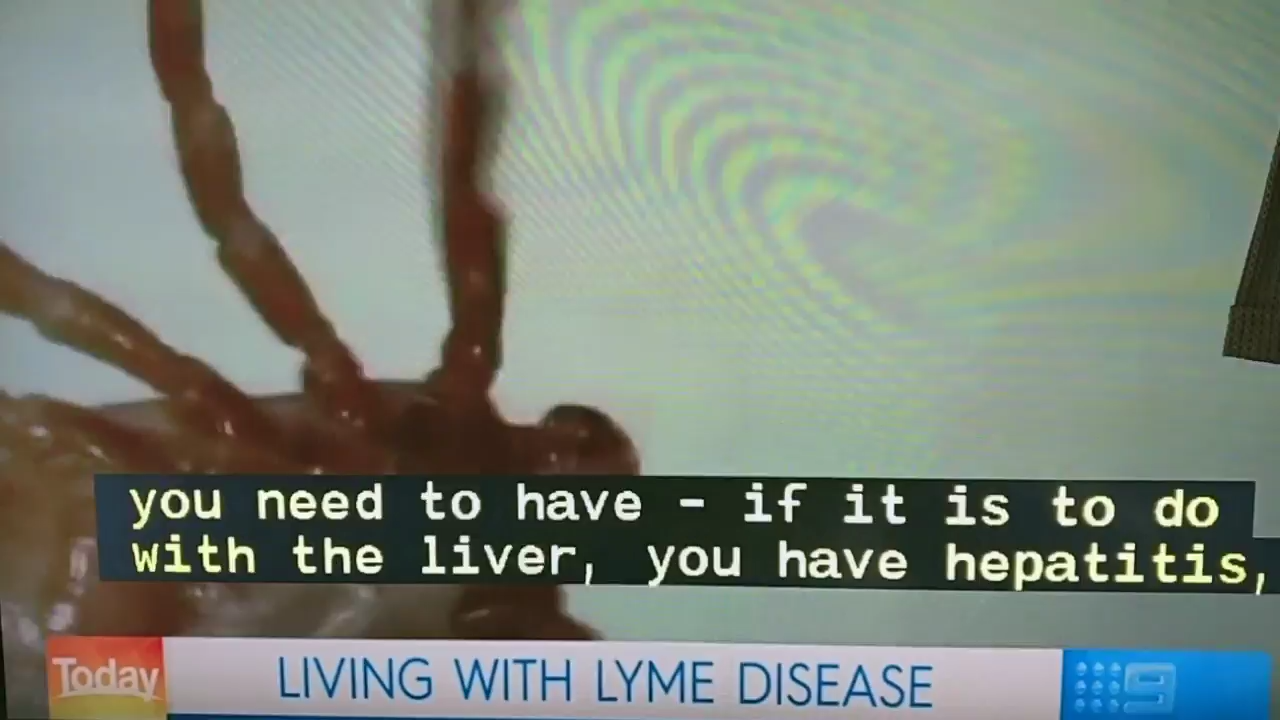 you need to have - if it is to do
with the liver, you have hepatitis,
Today
LIVING WITH LYME DISEASE
9